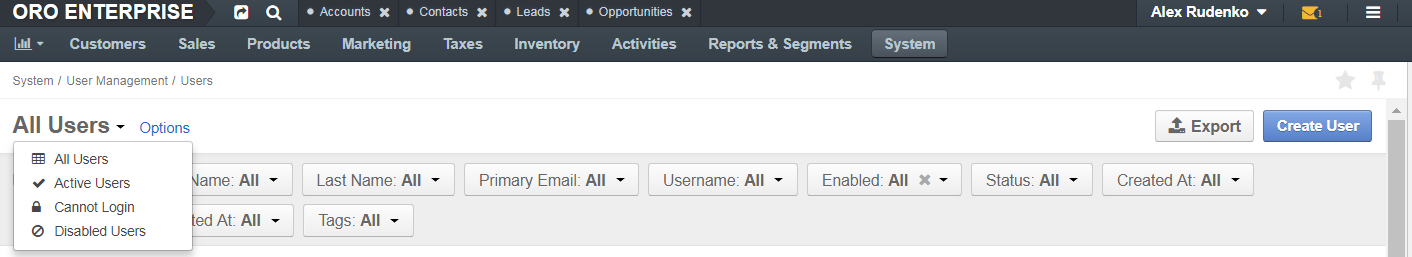 ORO ENTERPRISE Accounts Contacts Leads Opportunities Alex Rudenko 1
Customers Sales Products Marketing Taxes Inventory Activities Reports & Segments System
System / User Management / Users
All Users Options Export Create User
All Users
Name: All Last Name: All Primary Email: All Username: All Enabled: All Status: All Created At: All
Active Users
Cannot Login
ted At: All Tags: All
Disabled Users